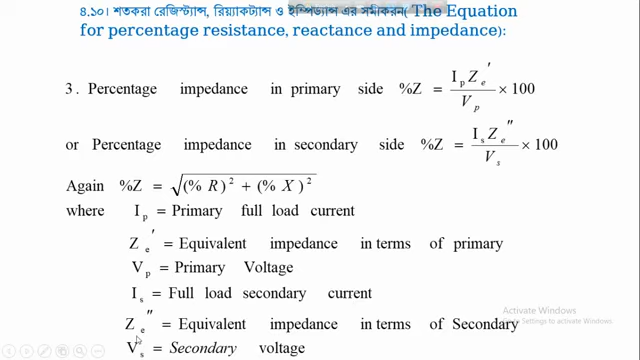 ৪.১০। শতকরা রেজিস্ট্যান্স, রিয়্যাকট্যান্স ও ইম্পিড্যান্স এর সমীকরন( The Equation
for percentage resistance, reactance and impedance):
3. Percentage impedance in primary side %Z = I_p Z_e′ / V_p × 100
or Percentage impedance in secondary side %Z = I_s Z_e″ / V_s × 100
Again %Z = √((% R)² + (% X)²)
where I_p = Primary full load current
Z_e′ = Equivalent impedance in terms of primary
V_p = Primary Voltage
I_s = Full load secondary current
Z_e″ = Equivalent impedance in terms of Secondary
V_s = Secondary voltage
Activate Windows
Go to Settings to activate Windows.